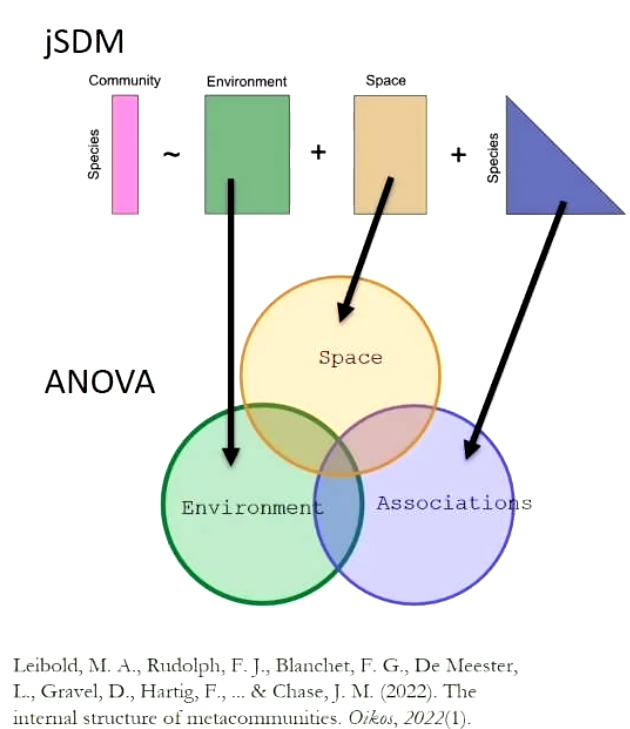 jSDM
Community
Environment
Space
Species
~
+
+
Species
Space
ANOVA
Environment
Associations
Leibold, M. A., Rudolph, F. J., Blanchet, F. G., De Meester,
L., Gravel, D., Hartig, F., ... & Chase, J. M. (2022). The
internal structure of metacommunities. Oikos, 2022(1).